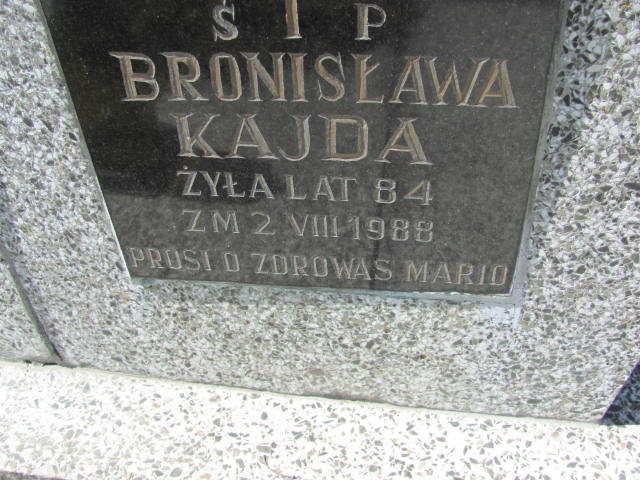 Ś P
BRONISŁAWA
KAJDA
ŻYŁA LAT 84
ZM 2 VIII 1988
PROSI O ZDROWAŚ MARIO